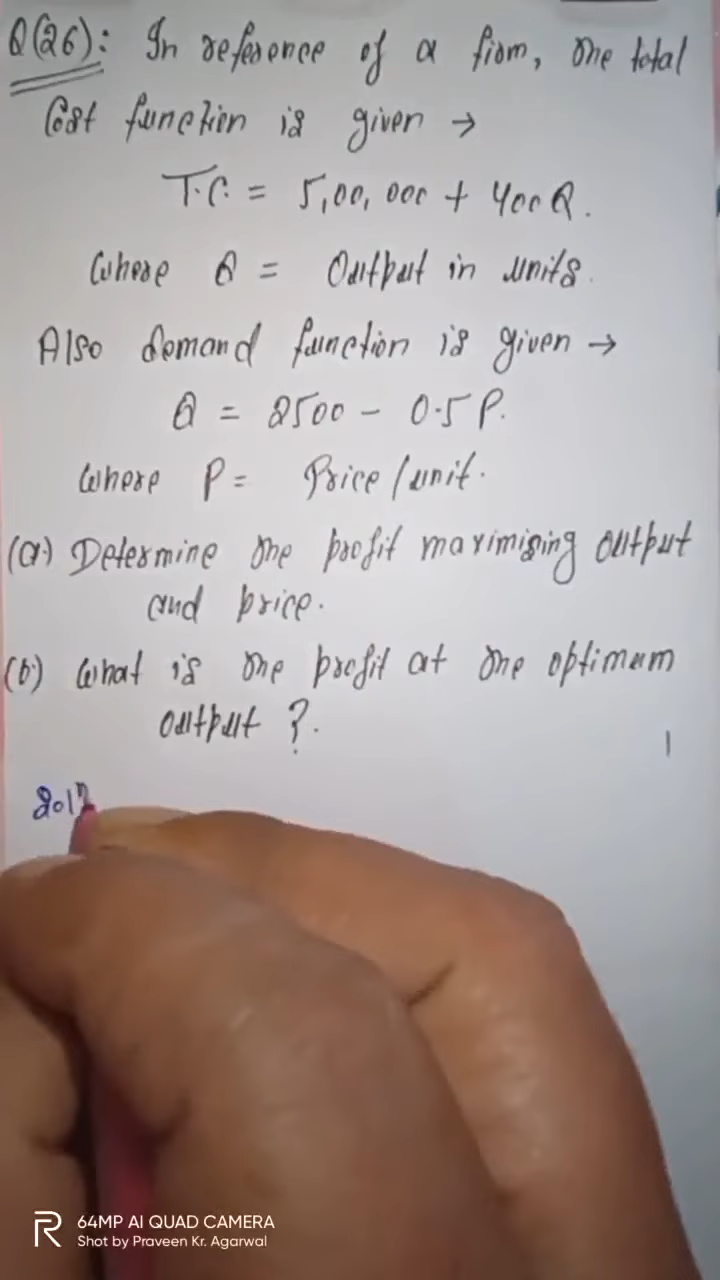 Q(26): In reference of a firm, the total
Cost function is given →
T.C. = 5,00,000 + 400Q.
Where Q = Output in units.
Also demand function is given →
Q = 2500 - 0.5P.
Where P = Price/unit.
(a.) Determine the profit maximising output
and price.
(b.) What is the profit at the optimum
output ?.
Soln
64MP AI QUAD CAMERA
Shot by Praveen Kr. Agarwal